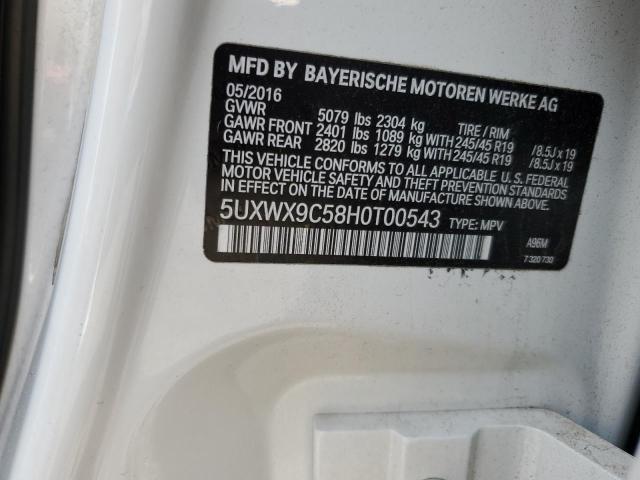 MFD BY BAYERISCHE MOTOREN WERKE AG
05/2016
GVWR 5079 lbs 2304 kg TIRE / RIM
GAWR FRONT 2401 lbs 1089 kg WITH 245/45 R19 /8.5J x 19
GAWR REAR 2820 lbs 1279 kg WITH 245/45 R19 /8.5J x 19
THIS VEHICLE CONFORMS TO ALL APPLICABLE U.S. FEDERAL
MOTOR VEHICLE SAFETY, BUMPER, AND THEFT PREVENTION
STANDARDS IN EFFECT ON THE DATE OF MANUFACTURE SHOWN ABOVE.
5UXWX9C58H0T00543 TYPE: MPV
A96M
7 320 730